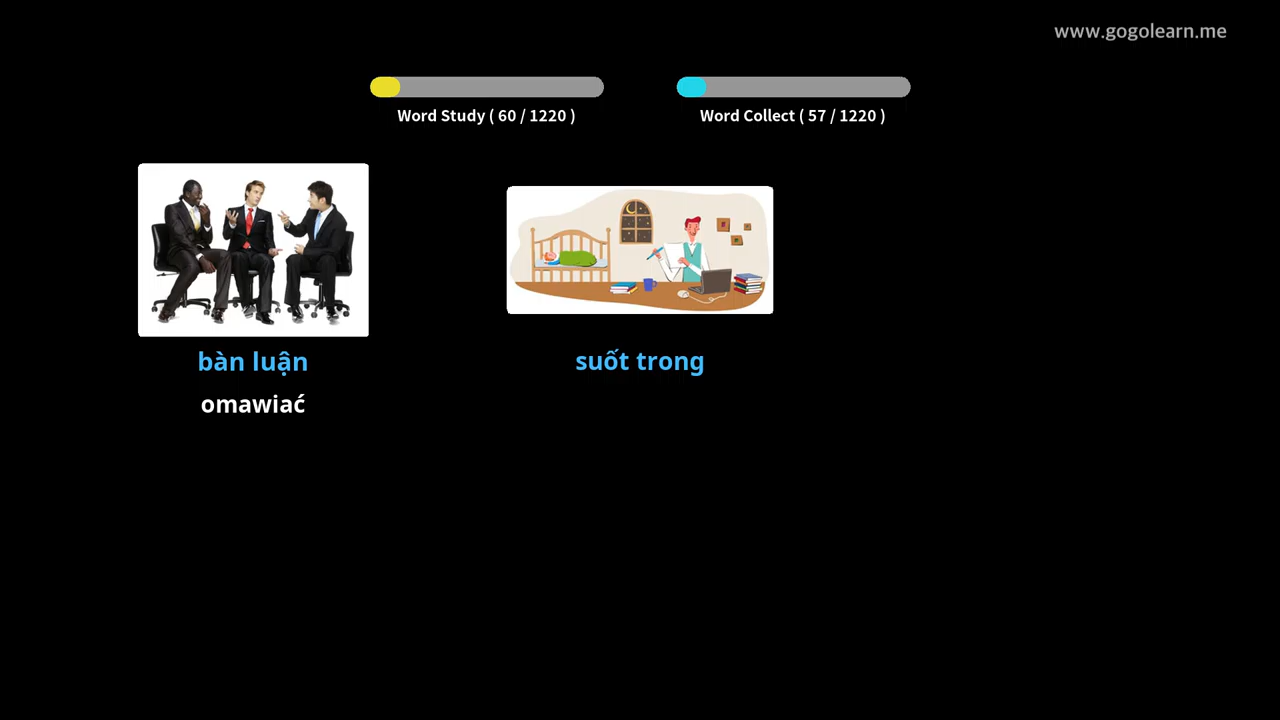 www.gogolearn.me
Word Study ( 60 / 1220 )
Word Collect ( 57 / 1220 )
bàn luận
omawiać
suốt trong